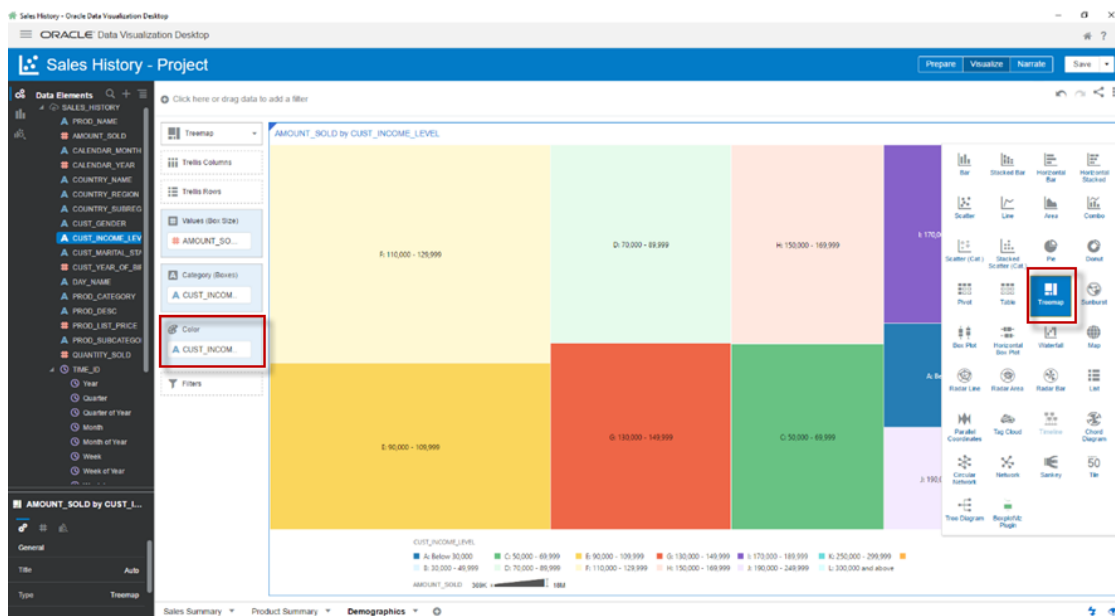 Sales History - Oracle Data Visualization Desktop
ORACLE Data Visualization Desktop
Sales History - Project
Prepare Visualize Narrate Save
Data Elements
Click here or drag data to add a filter
SALES_HISTORY
A PROD_NAME
AMOUNT_SOLD
A CALENDAR_MONTH
CALENDAR_YEAR
A COUNTRY_NAME
A COUNTRY_REGION
A COUNTRY_SUBREG
A CUST_GENDER
A CUST_INCOME_LEV
A CUST_MARITAL_STA
CUST_YEAR_OF_BIR
A DAY_NAME
A PROD_CATEGORY
A PROD_DESC
PROD_LIST_PRICE
A PROD_SUBCATEGO
QUANTITY_SOLD
TIME_ID
Year
Quarter
Quarter of Year
Month
Month of Year
Week
Week of Year
AMOUNT_SOLD by CUST_I...
General
Title Auto
Type Treemap
Treemap
Trellis Columns
Trellis Rows
Values (Box Size)
AMOUNT_SO...
Category (Boxes)
A CUST_INCOM...
Color
A CUST_INCOM...
Filters
AMOUNT_SOLD by CUST_INCOME_LEVEL
F: 110,000 - 129,999
D: 70,000 - 89,999
H: 150,000 - 169,999
I: 170,0
E: 90,000 - 109,999
G: 130,000 - 149,999
C: 50,000 - 69,999
A: Be
J: 190,0
Bar Stacked Bar Horizontal Bar Horizontal Stacked
Scatter Line Area Combo
Scatter (Cat.) Stacked Scatter (Cat.) Pie Donut
Pivot Table Treemap Sunburst
Box Plot Horizontal Box Plot Waterfall Map
Radar Line Radar Area Radar Bar List
Parallel Coordinates Tag Cloud Timeline Chord Diagram
Circular Network Network Sankey Tile
50
Tree Diagram BoxplotViz Plugin
CUST_INCOME_LEVEL
A: Below 30,000 C: 50,000 - 69,999 E: 90,000 - 109,999 G: 130,000 - 149,999 I: 170,000 - 189,999 K: 250,000 - 299,999
B: 30,000 - 49,999 D: 70,000 - 89,999 F: 110,000 - 129,999 H: 150,000 - 169,999 J: 190,000 - 249,999 L: 300,000 and above
AMOUNT_SOLD 369K 18M
Sales Summary Product Summary Demographics